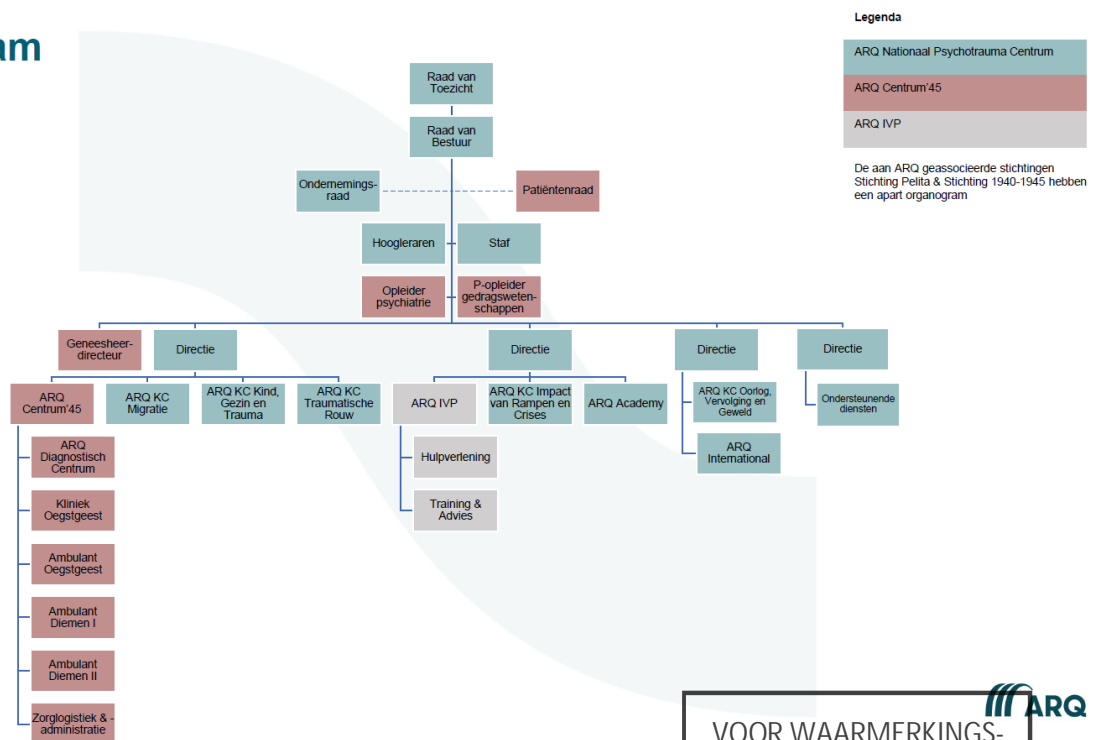 am
Legenda
ARQ Nationaal Psychotrauma Centrum
ARQ Centrum'45
ARQ IVP
De aan ARQ geassocieerde stichtingen
Stichting Pelita & Stichting 1940-1945 hebben
een apart organogram
Raad van
Toezicht
Raad van
Bestuur
Ondernemings-
raad
Patiëntenraad
Hoogleraren
Staf
Opleider
psychiatrie
P-opleider
gedragsweten-
schappen
Geneesheer-
directeur
Directie
Directie
Directie
Directie
ARQ
Centrum'45
ARQ KC
Migratie
ARQ KC Kind,
Gezin en
Trauma
ARQ KC
Traumatische
Rouw
ARQ IVP
ARQ KC Impact
van Rampen en
Crises
ARQ Academy
ARQ KC Oorlog,
Vervolging en
Geweld
Ondersteunende
diensten
ARQ
Diagnostisch
Centrum
Hulpverlening
ARQ
International
Kliniek
Oegstgeest
Training &
Advies
Ambulant
Oegstgeest
Ambulant
Diemen I
Ambulant
Diemen II
Zorglogistiek & -
administratie
ARQ
VOOR WAARMERKINGS-